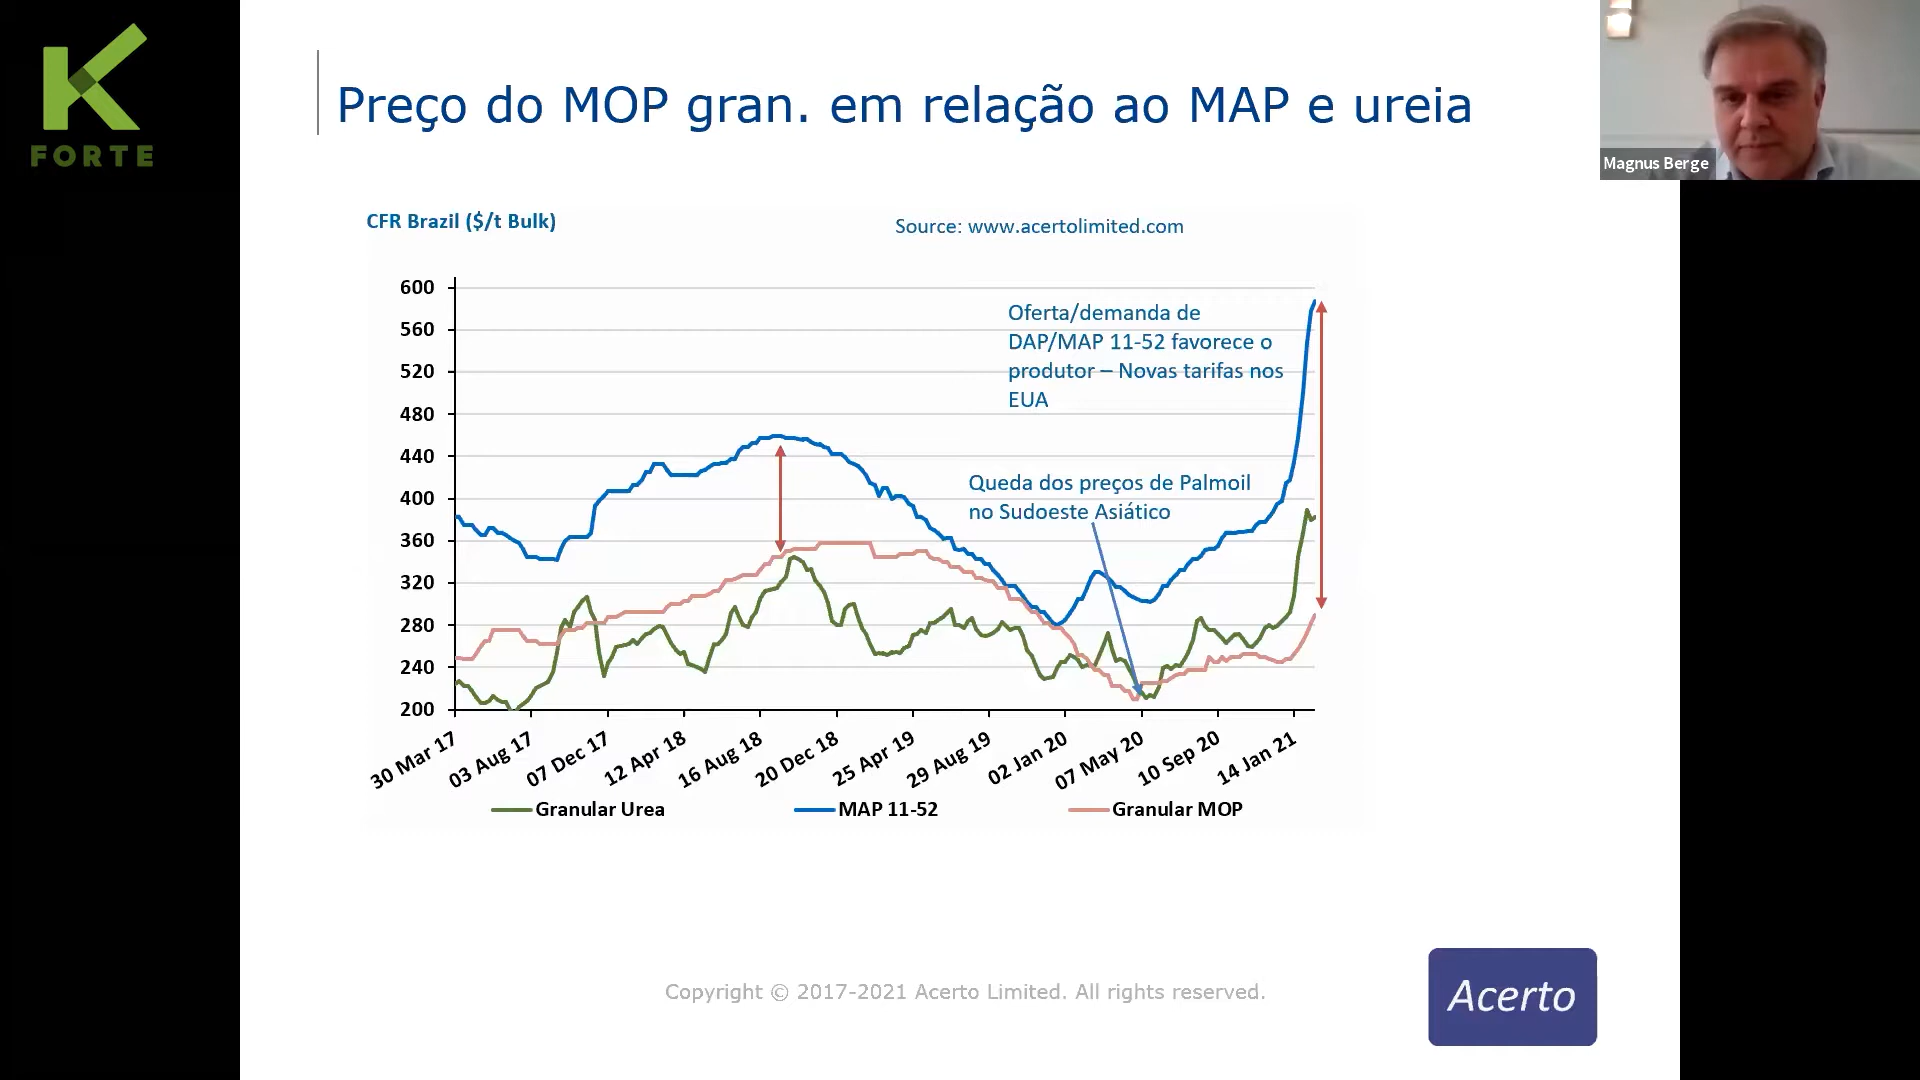 K
FORTE
Preço do MOP gran. em relação ao MAP e ureia
Magnus Berge
CFR Brazil ($/t Bulk)
Source: www.acertolimited.com
600
560
520
480
440
400
360
320
280
240
200
Oferta/demanda de
DAP/MAP 11-52 favorece o
produtor – Novas tarifas nos
EUA
Queda dos preços de Palmoil
no Sudoeste Asiático
30 Mar 17
03 Aug 17
07 Dec 17
12 Apr 18
16 Aug 18
20 Dec 18
25 Apr 19
29 Aug 19
02 Jan 20
07 May 20
10 Sep 20
14 Jan 21
Granular Urea
MAP 11-52
Granular MOP
Copyright © 2017-2021 Acerto Limited. All rights reserved.
Acerto